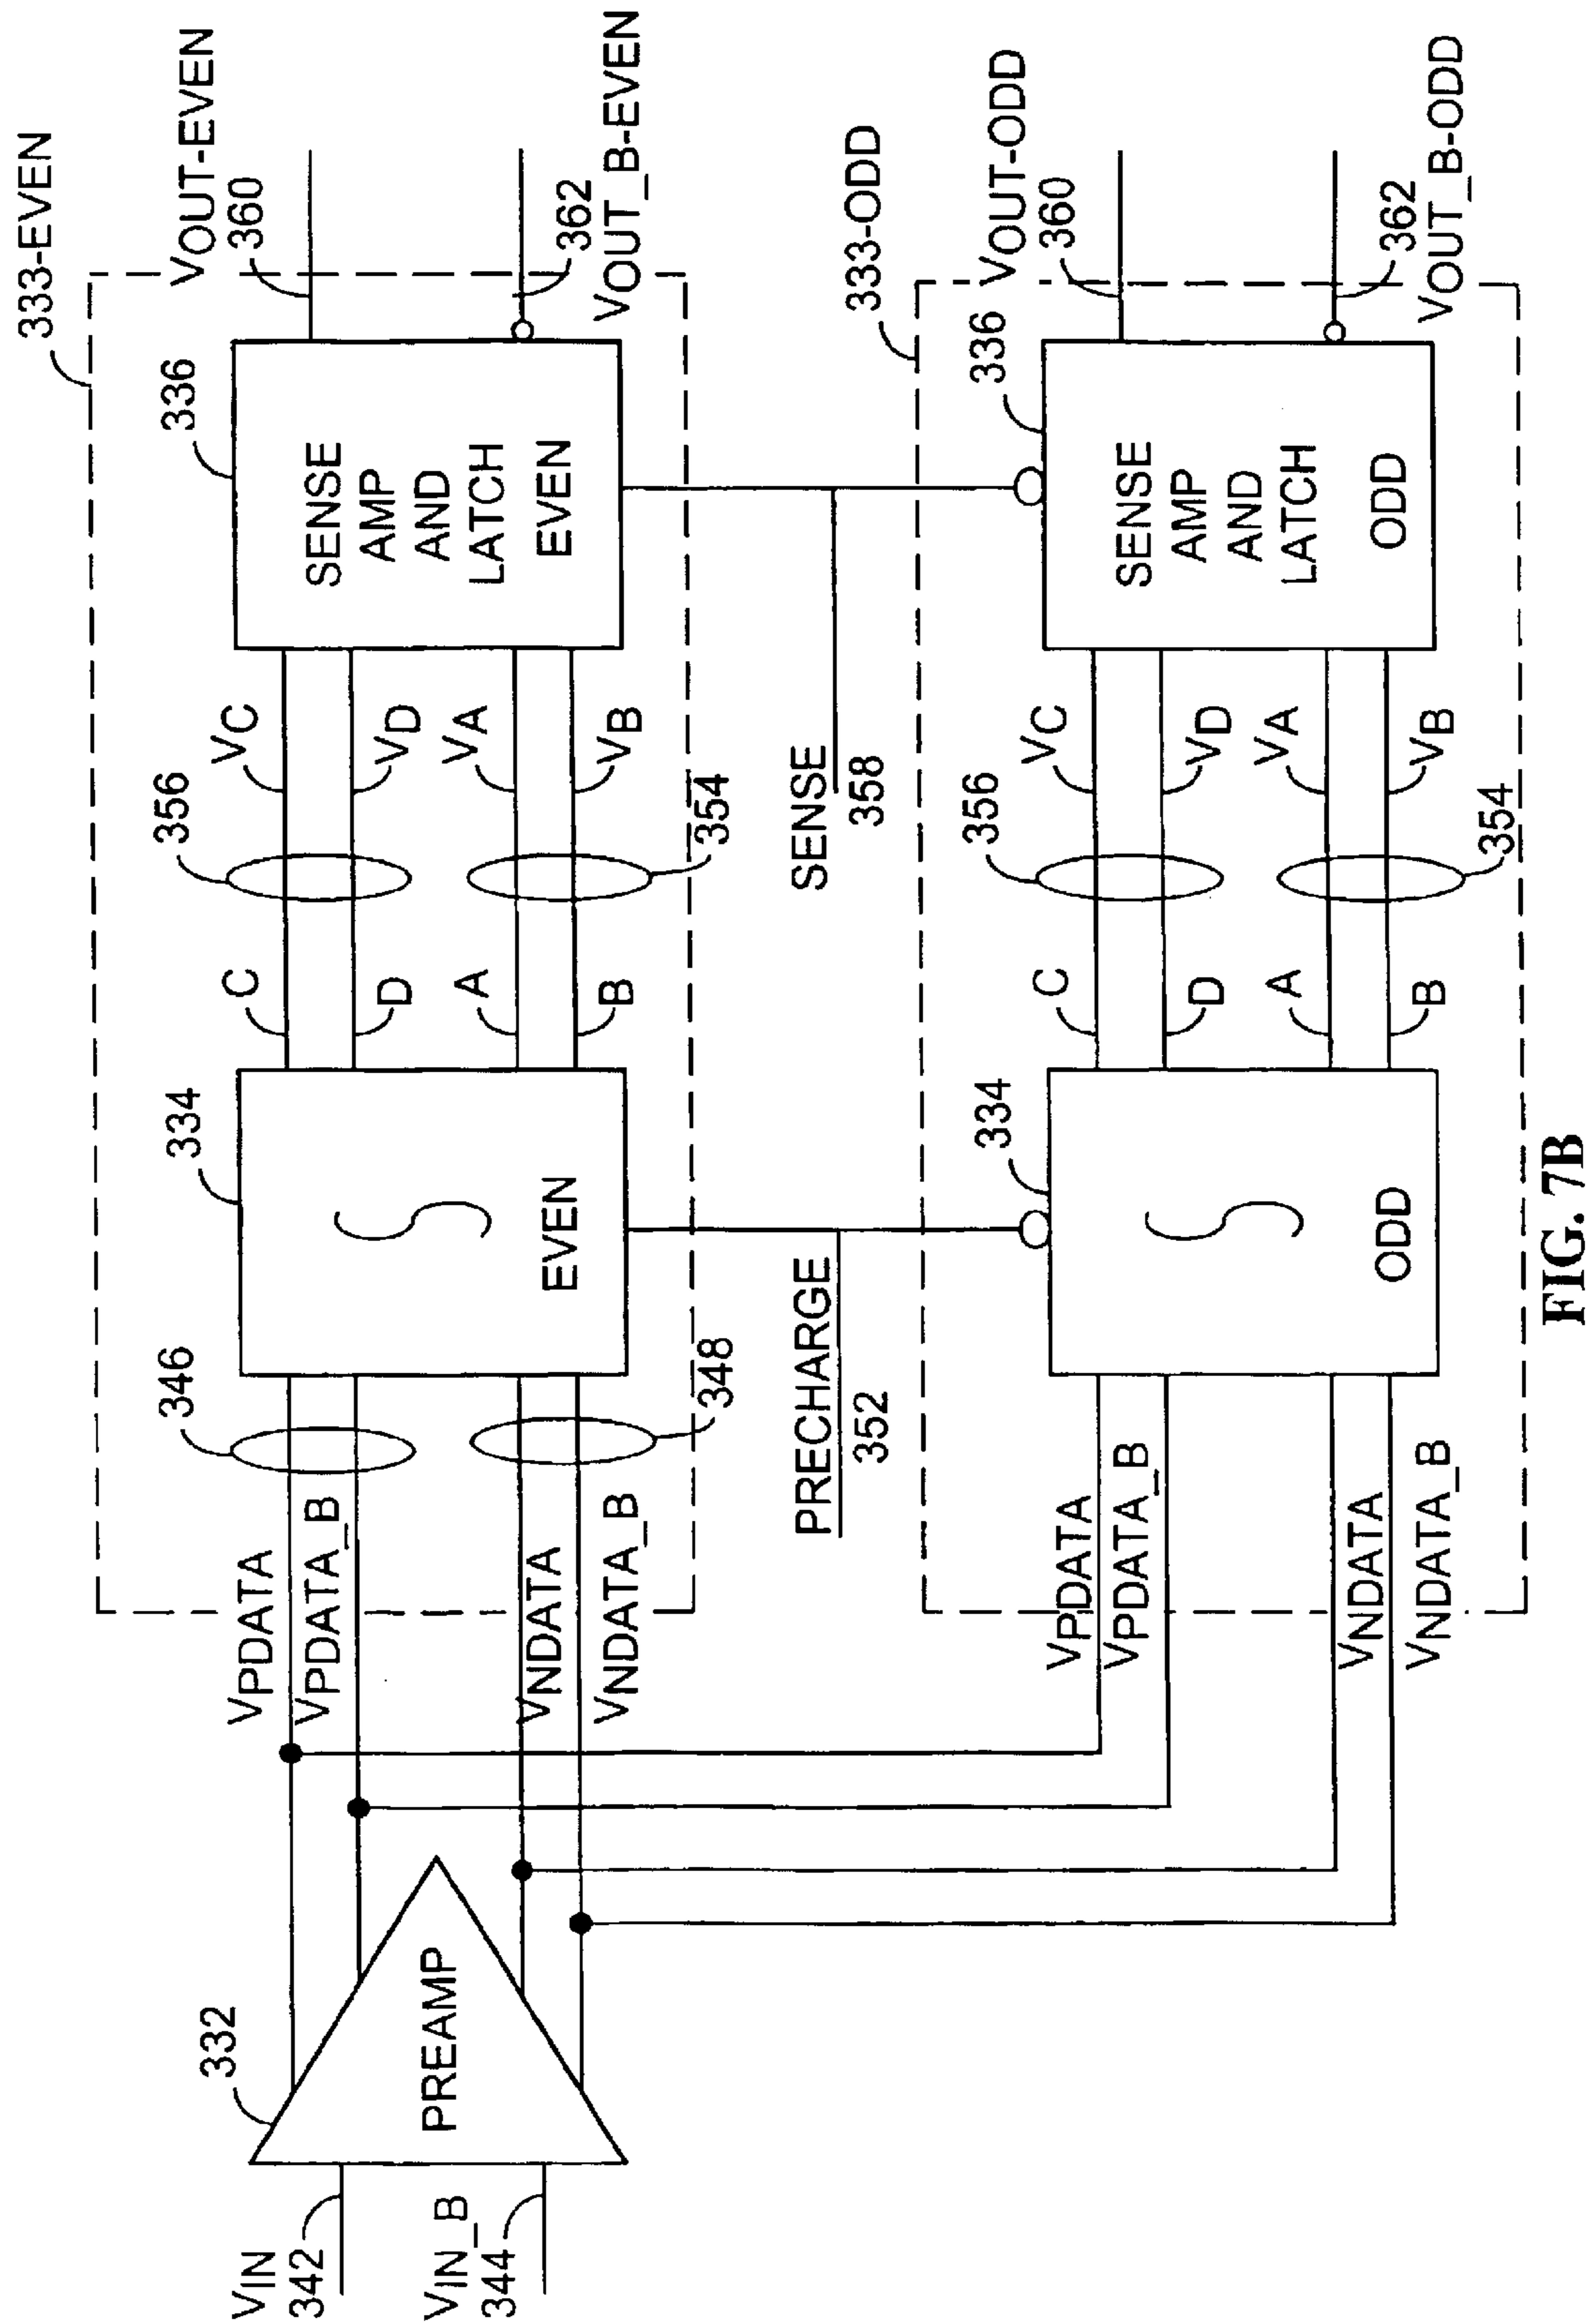 333-EVEN
VOUT-EVEN
360
362
VOUT_B-EVEN
336
SENSE
AMP
AND
LATCH
EVEN
VC
VD
VA
VB
356
354
C
D
A
B
334
EVEN
346
348
VPDATA
VPDATA_B
VNDATA
VNDATA_B
332
PREAMP
VIN
342
VIN_B
344
SENSE
358
PRECHARGE
352
333-ODD
VOUT-ODD
360
362
VOUT_B-ODD
336
SENSE
AMP
AND
LATCH
ODD
VC
VD
VA
VB
356
354
C
D
A
B
334
ODD
VPDATA
VPDATA_B
VNDATA
VNDATA_B
FIG. 7B